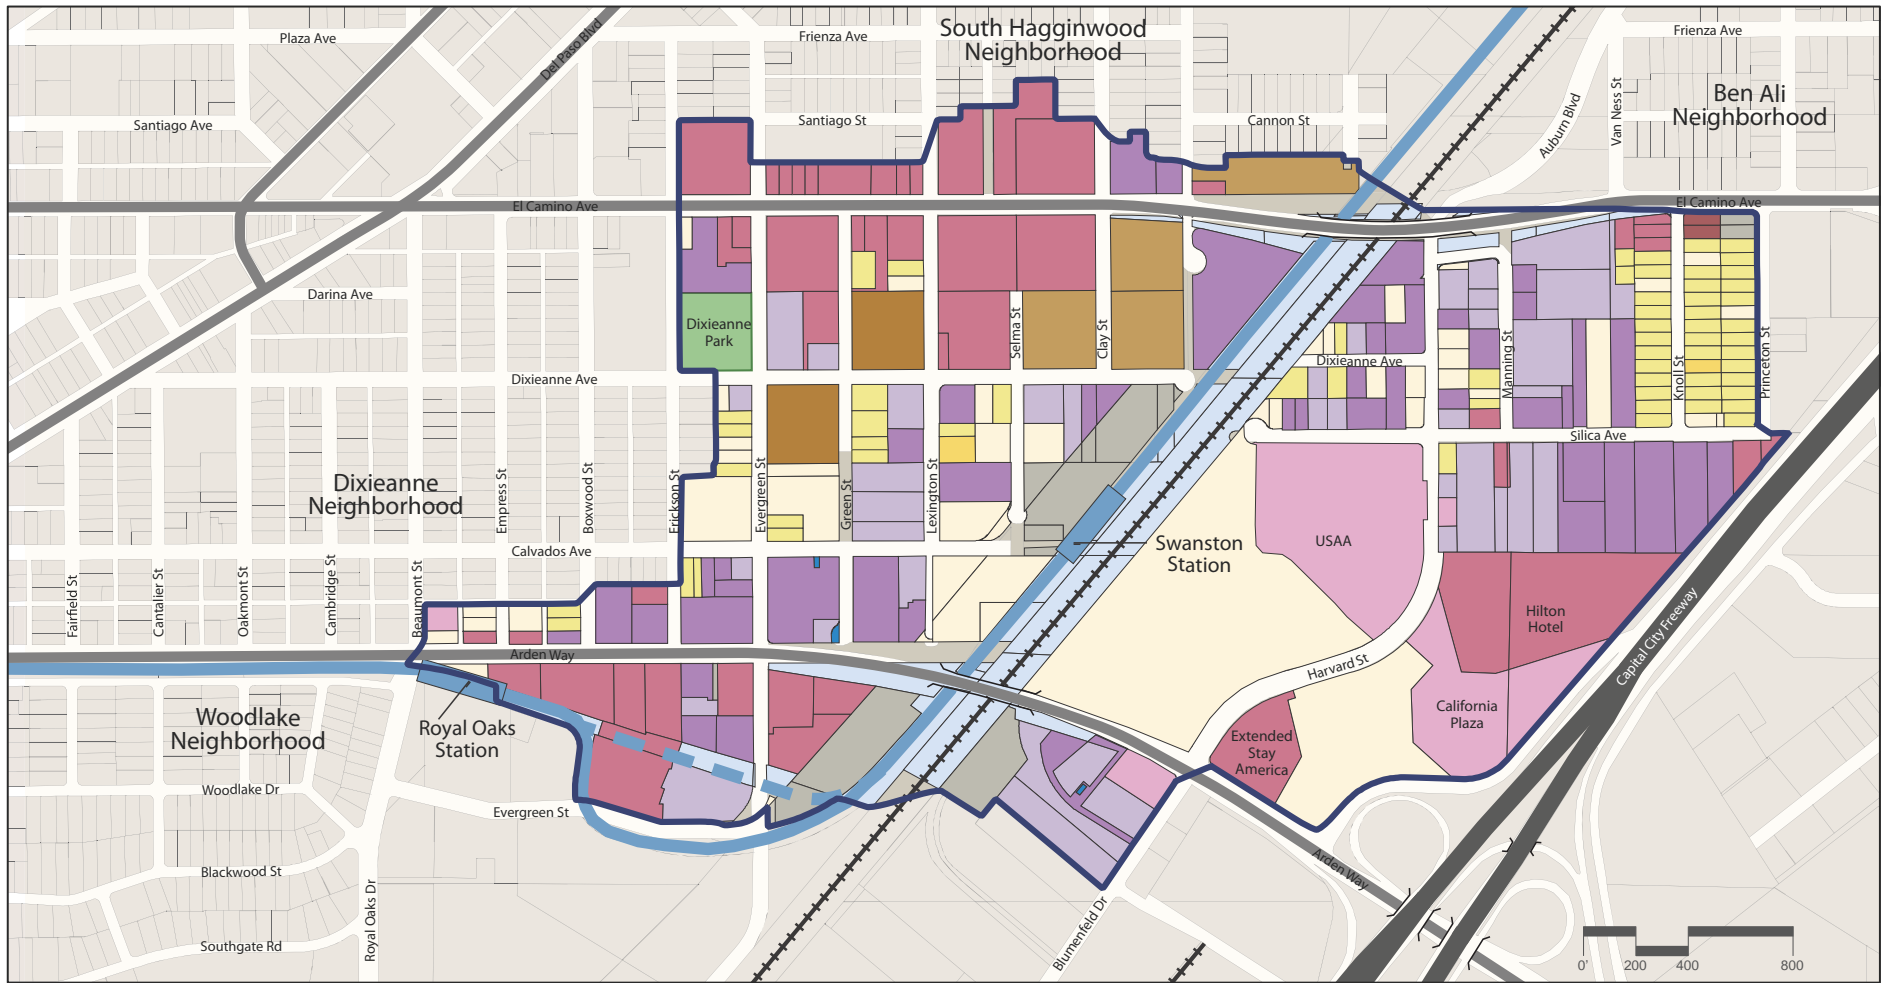 South Hagginwood
Neighborhood
Plaza Ave
Del Paso Blvd
Frienza Ave
Frienza Ave
Ben Ali
Neighborhood
Santiago Ave
Santiago St
Cannon St
Auburn Blvd
Van Ness St
El Camino Ave
El Camino Ave
Darina Ave
Dixieanne
Park
Selma St
Clay St
Dixieanne Ave
Manning St
Knoll St
Princeton St
Dixieanne Ave
Silica Ave
Dixieanne
Neighborhood
Empress St
Boxwood St
Erickson St
Evergreen St
Green St
Lexington St
Calvados Ave
Swanston
Station
USAA
Fairfield St
Cantalier St
Oakmont St
Cambridge St
Beaumont St
Hilton
Hotel
Capital City Freeway
Arden Way
Harvard St
Woodlake
Neighborhood
Royal Oaks
Station
California
Plaza
Extended
Stay
America
Woodlake Dr
Evergreen St
Blackwood St
Arden Way
Royal Oaks Dr
Blumenfeld Dr
Southgate Rd
0' 200 400 800